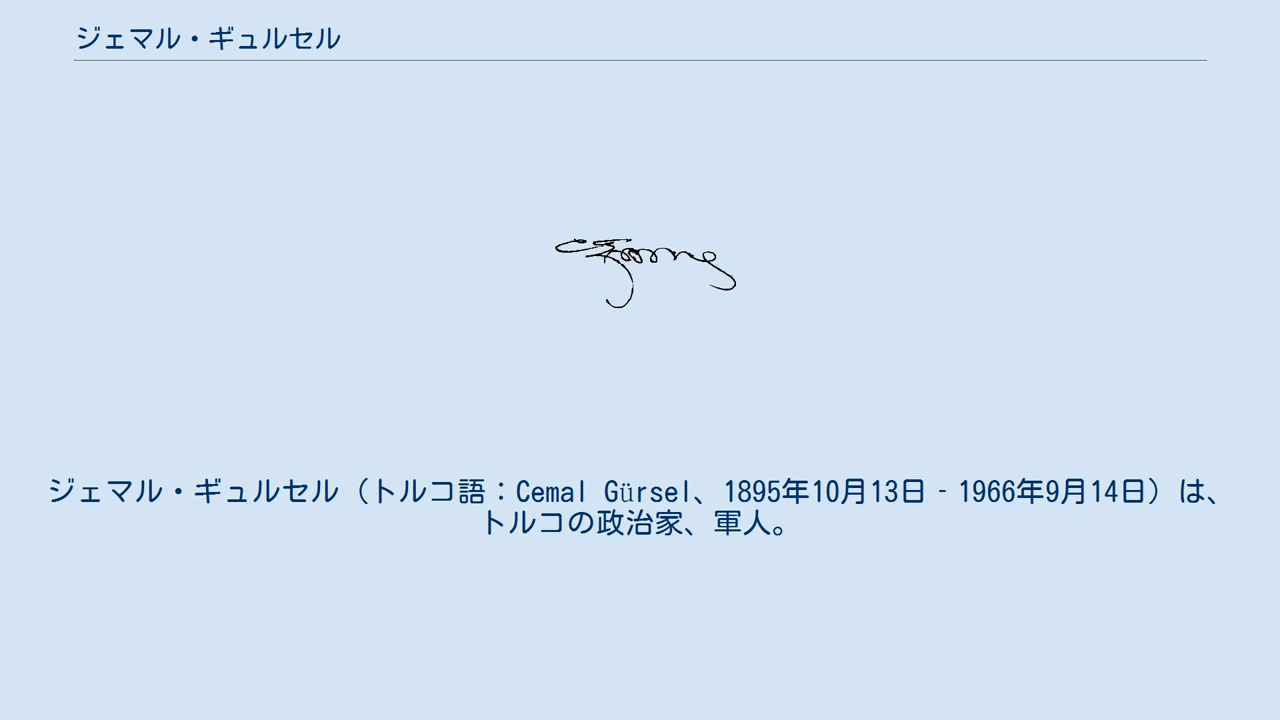 ジェマル・ギュルセル
ジェマル・ギュルセル（トルコ語：Cemal Gürsel、1895年10月13日 - 1966年9月14日）は、
トルコの政治家、軍人。